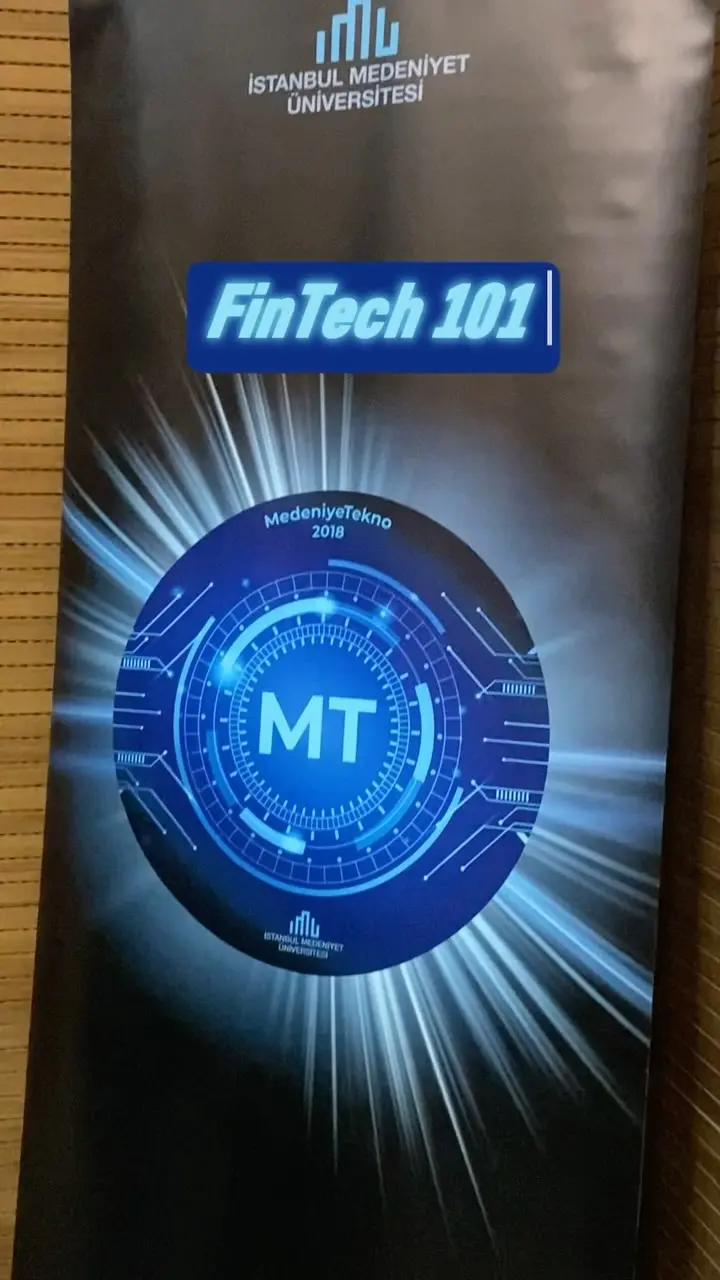 İSTANBUL MEDENİYET
ÜNİVERSİTESİ
FinTech 101
MedeniyeTekno
2018
MT
İSTANBUL MEDENİYET
ÜNİVERSİTESİ